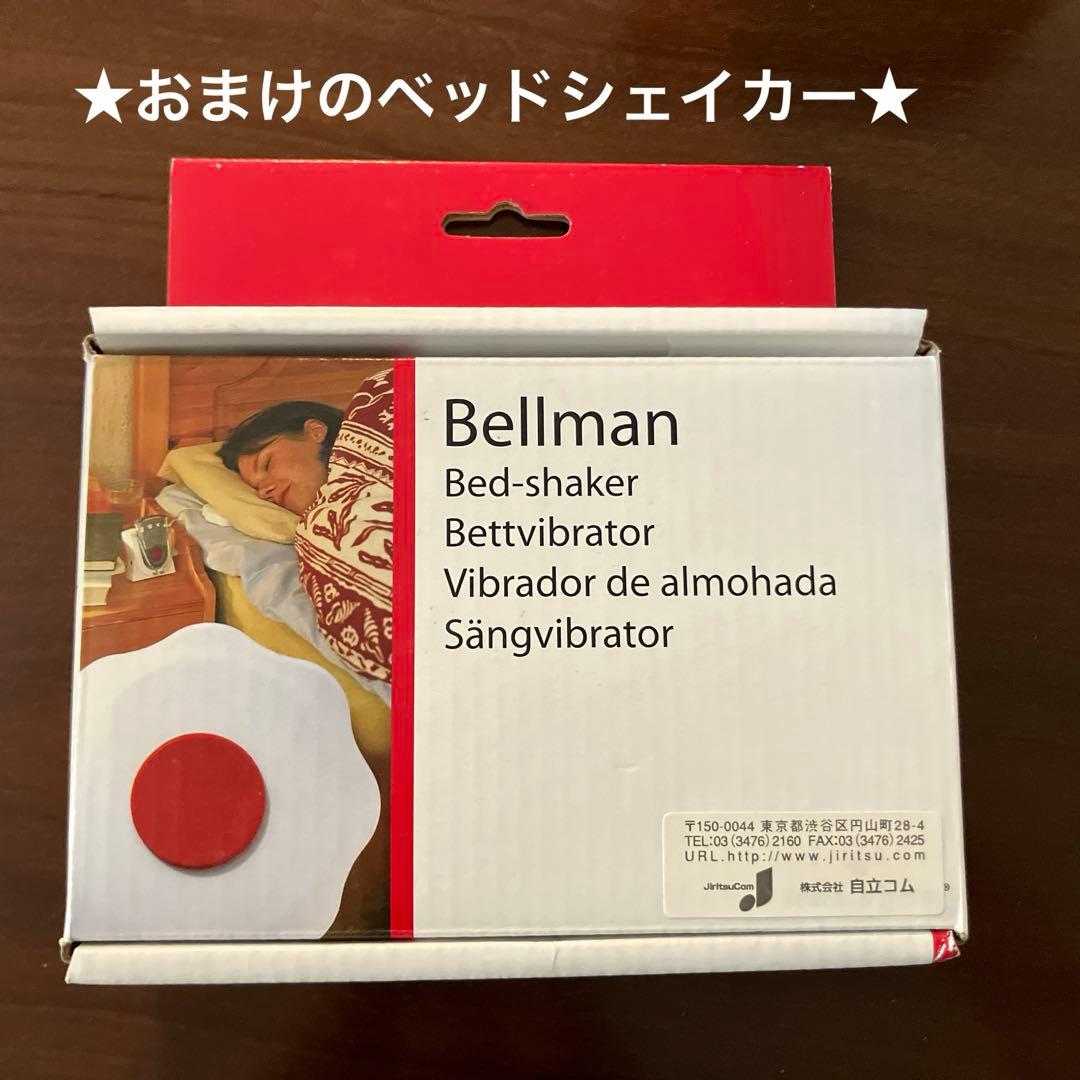 ★おまけのベッドシェイカー★
Bellman
Bed-shaker
Bettvibrator
Vibrador de almohada
Sängvibrator
〒150-0044 東京都渋谷区円山町28-4
TEL:03(3476)2160 FAX:03(3476)2425
URL.http://www.jiritsu.com
JiritsuCom 株式会社 自立コム ®